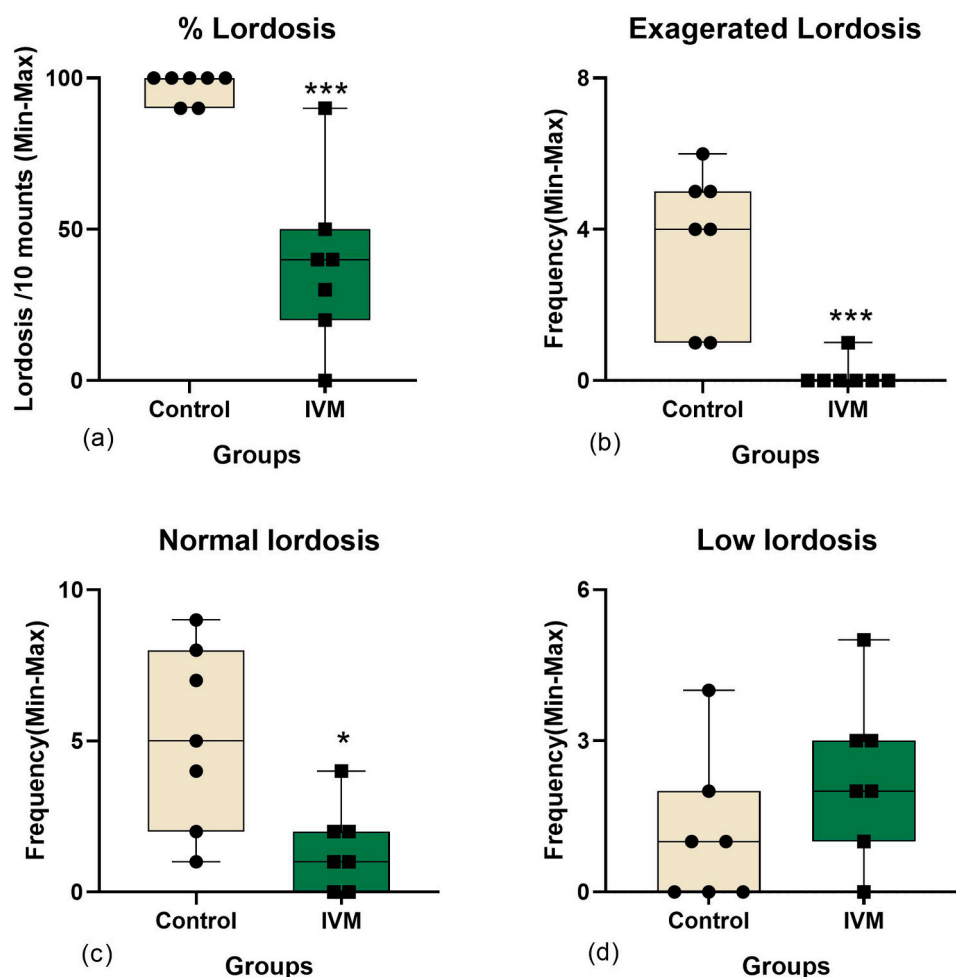 % Lordosis
Lordosis /10 mounts (Min-Max)
100
50
0
***
Control
IVM
(a)
Groups
Exagerated Lordosis
Frequency(Min-Max)
8
4
0
***
Control
IVM
(b)
Groups
Normal lordosis
Frequency(Min-Max)
10
5
0
*
Control
IVM
(c)
Groups
Low lordosis
Frequency(Min-Max)
6
3
0
Control
IVM
(d)
Groups